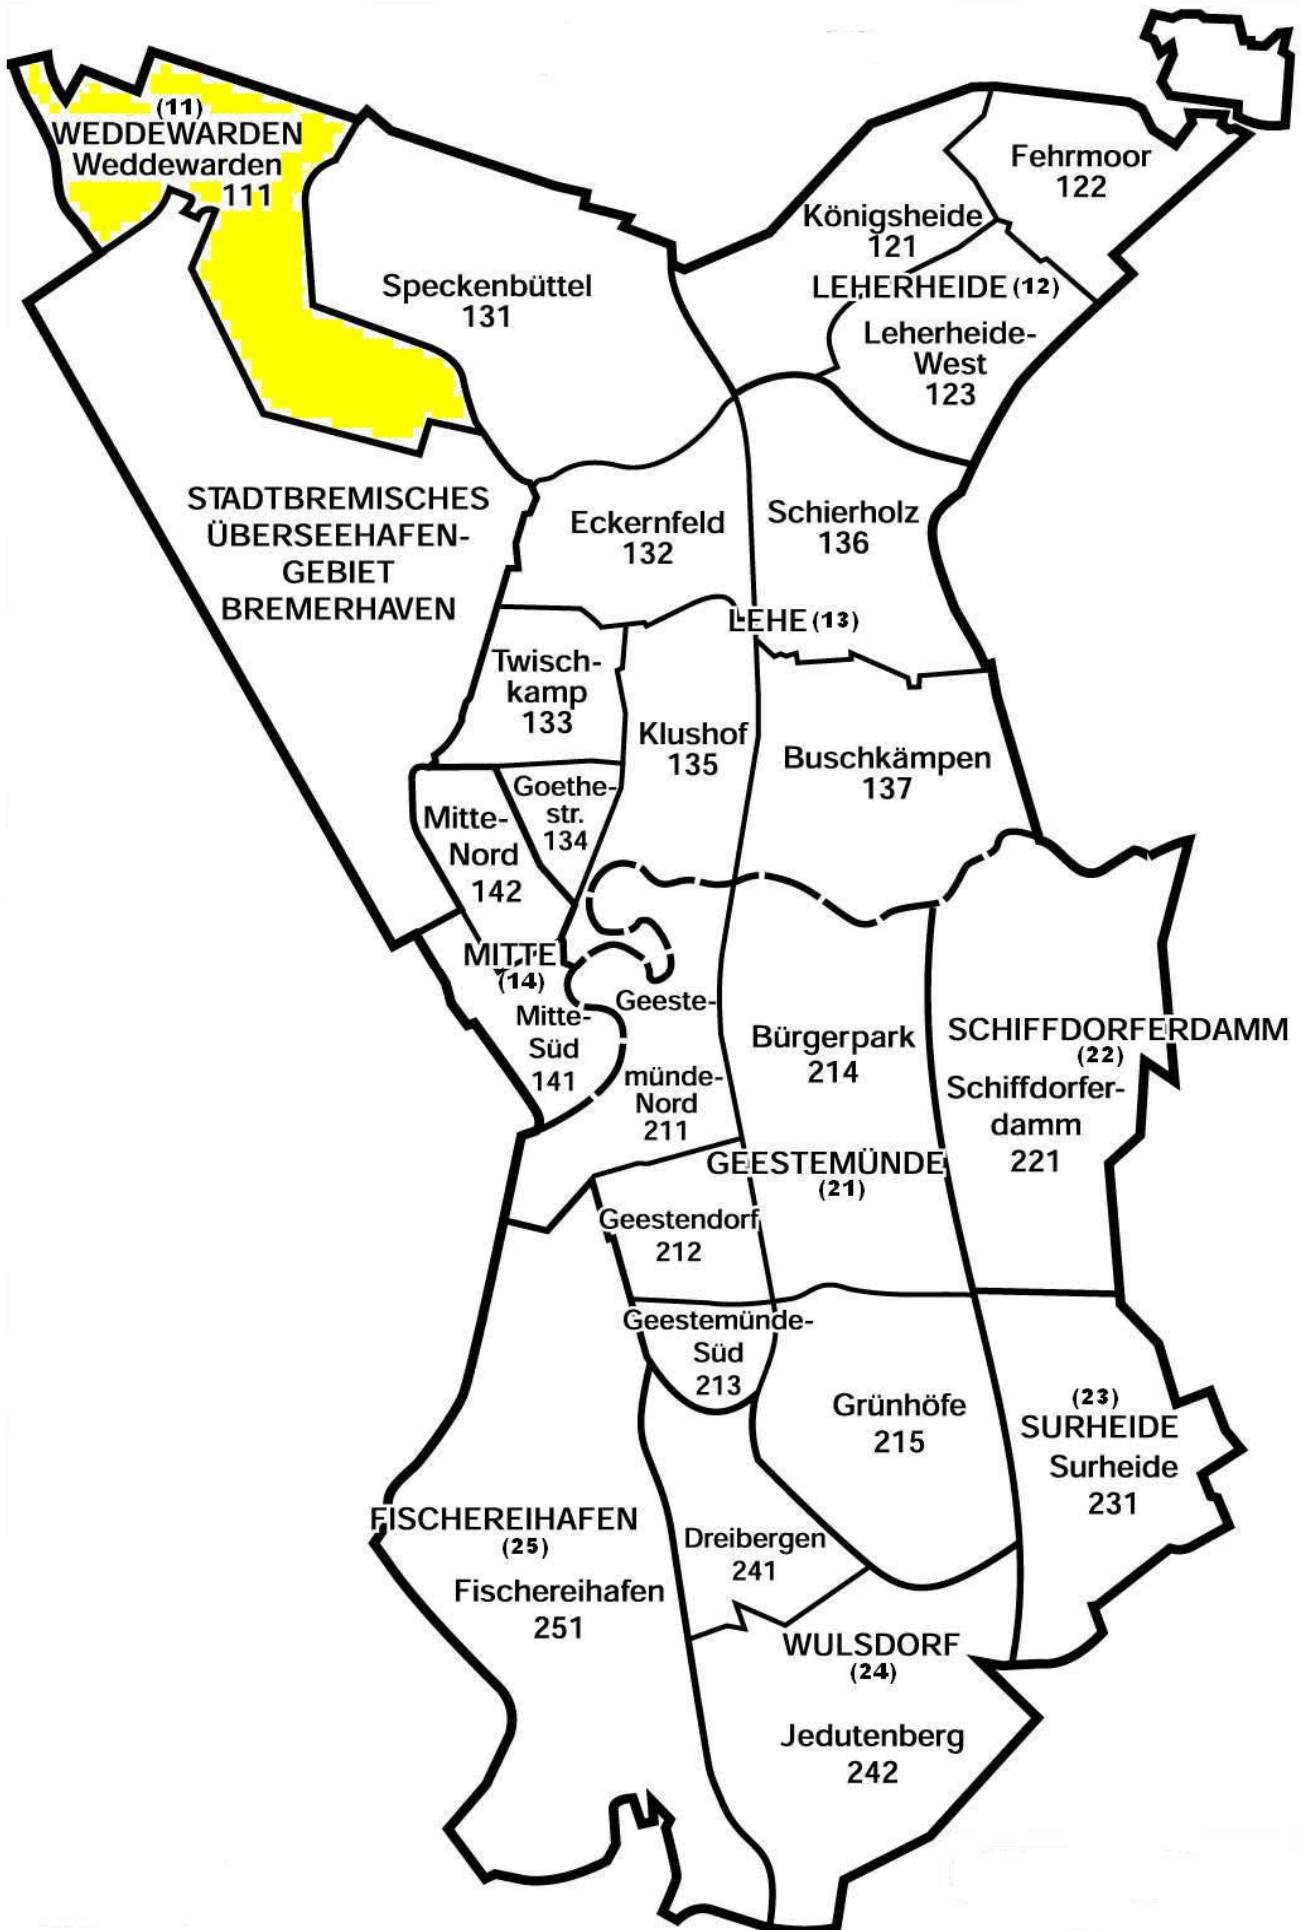 (11)
WEDDEWARDEN
Weddewarden
111
Fehrmoor
122
Königsheide
121
LEHERHEIDE (12)
Leherheide-
West
123
Speckenbüttel
131
STADTBREMISCHES
ÜBERSEEHAFEN-
GEBIET
BREMERHAVEN
Eckernfeld
132
Schierholz
136
LEHE (13)
Twisch-
kamp
133
Klushof
135
Buschkämpen
137
Goethe-
str.
134
Mitte-
Nord
142
MITTE
(14)
Mitte-
Süd
141
Geeste-
münde-
Nord
211
Bürgerpark
214
SCHIFFDORFERDAMM
(22)
Schiffdorfer-
damm
221
GEESTEMÜNDE
(21)
Geestendorf
212
Geestemünde-
Süd
213
Grünhöfe
215
(23)
SURHEIDE
Surheide
231
FISCHEREIHAFEN
(25)
Fischereihafen
251
Dreibergen
241
WULSDORF
(24)
Jedutenberg
242